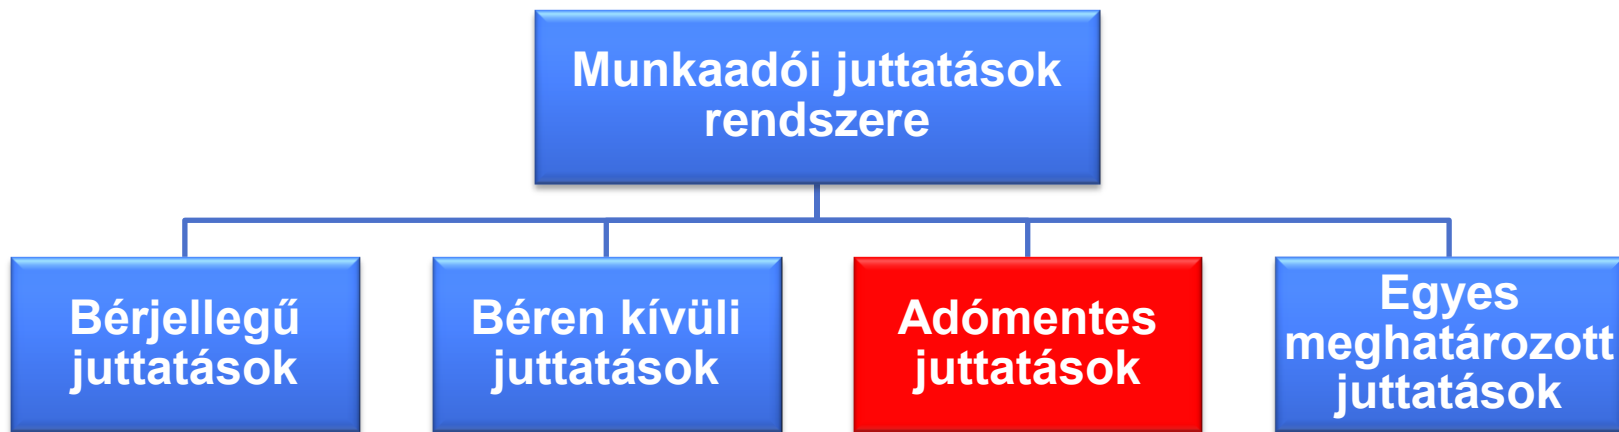 Munkaadói juttatások
rendszere
Bérjellegű
juttatások
Béren kívüli
juttatások
Adómentes
juttatások
Egyes
meghatározott
juttatások